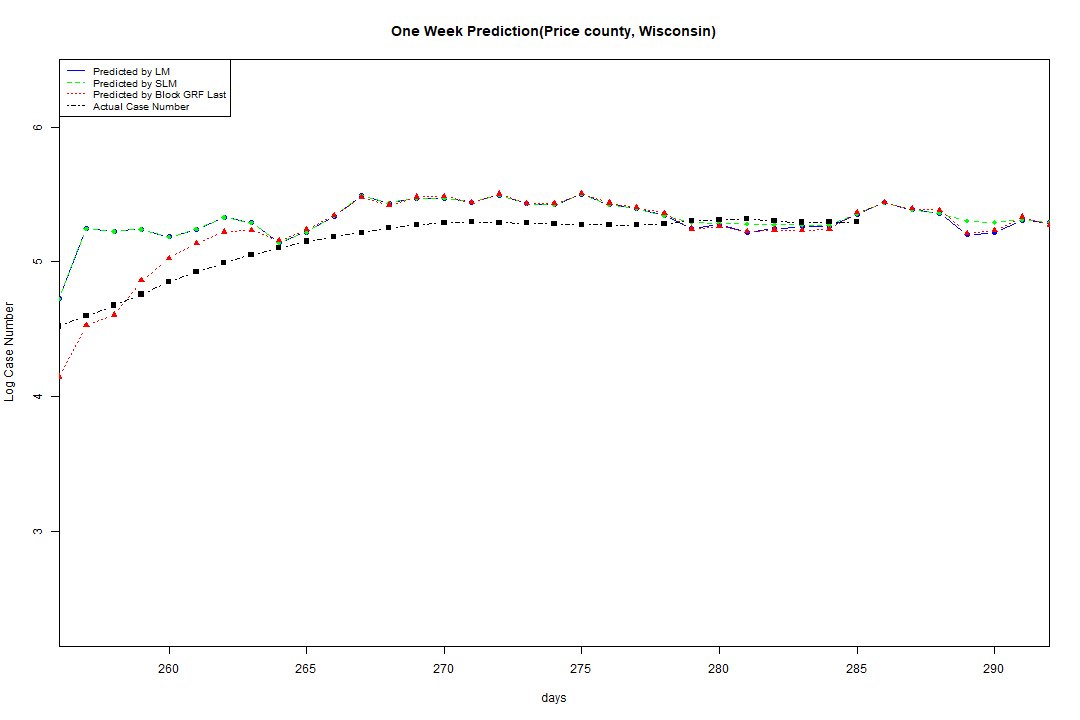 One Week Prediction(Price county, Wisconsin)
Predicted by LM
Predicted by SLM
Predicted by Block GRF Last
Actual Case Number
6
5
4
3
Log Case Number
260 265 270 275 280 285 290
days